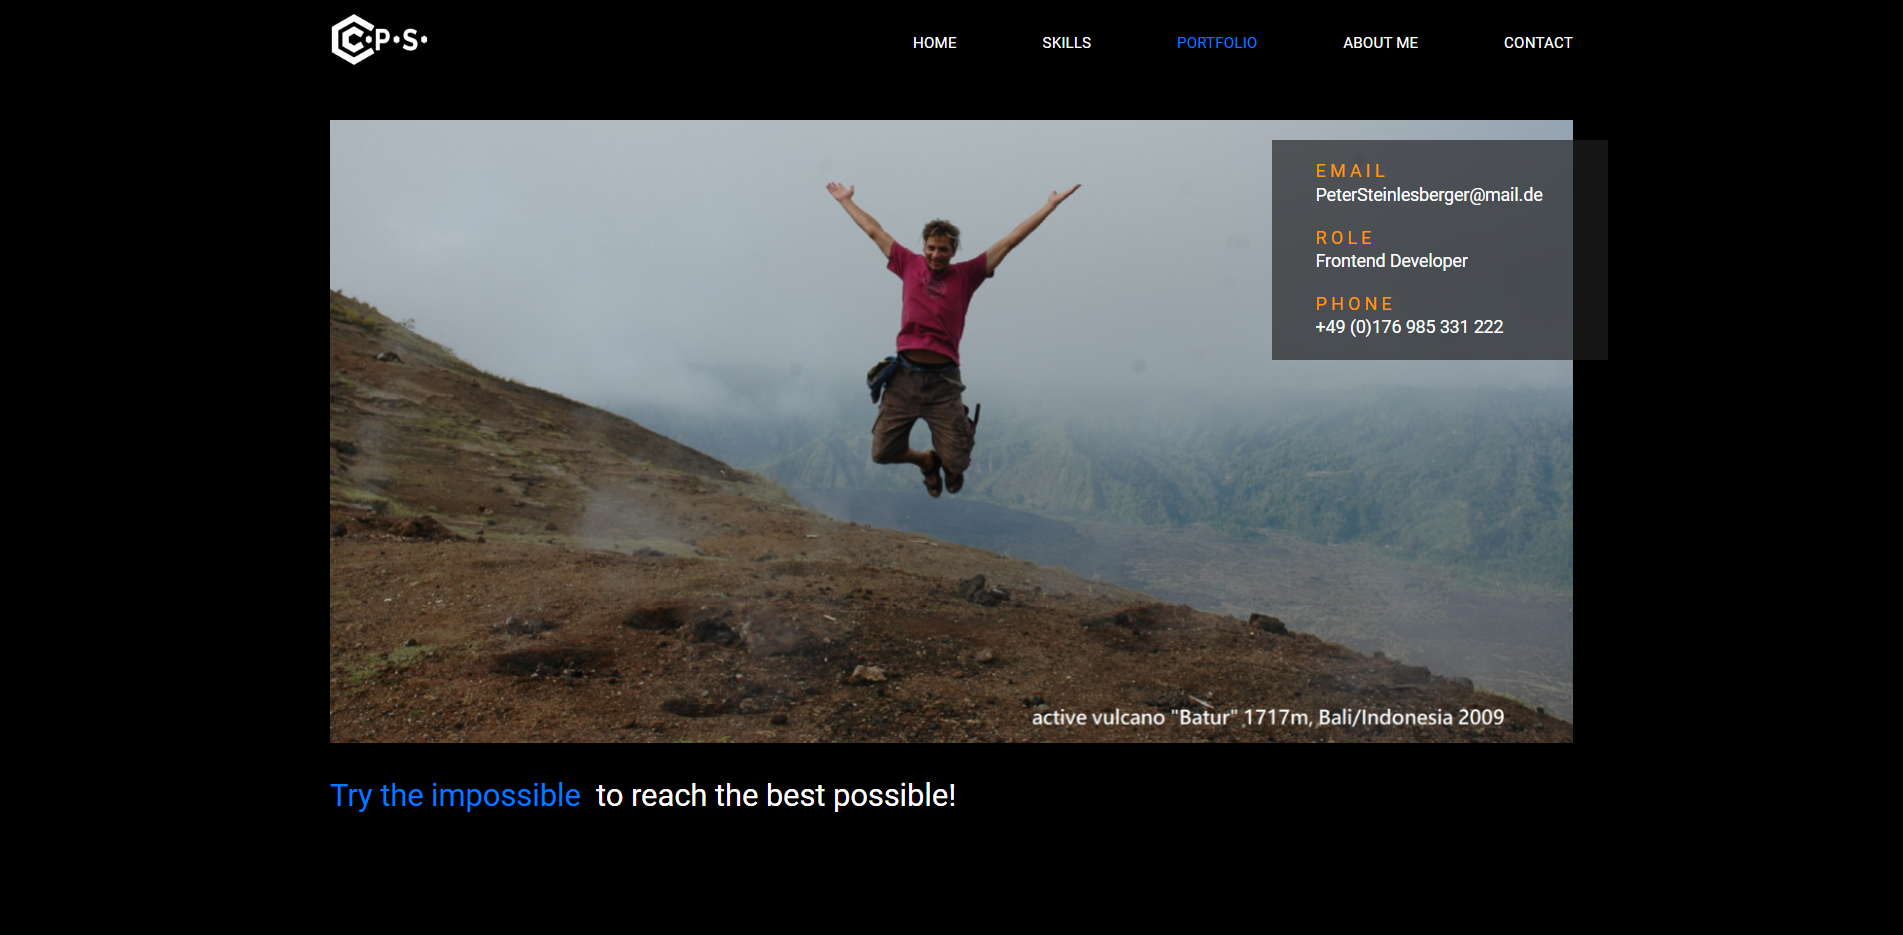 C•P•S•
HOME SKILLS PORTFOLIO ABOUT ME CONTACT
EMAIL
PeterSteinlesberger@mail.de
ROLE
Frontend Developer
PHONE
+49 (0)176 985 331 222
active vulcano "Batur" 1717m, Bali/Indonesia 2009
Try the impossible to reach the best possible!